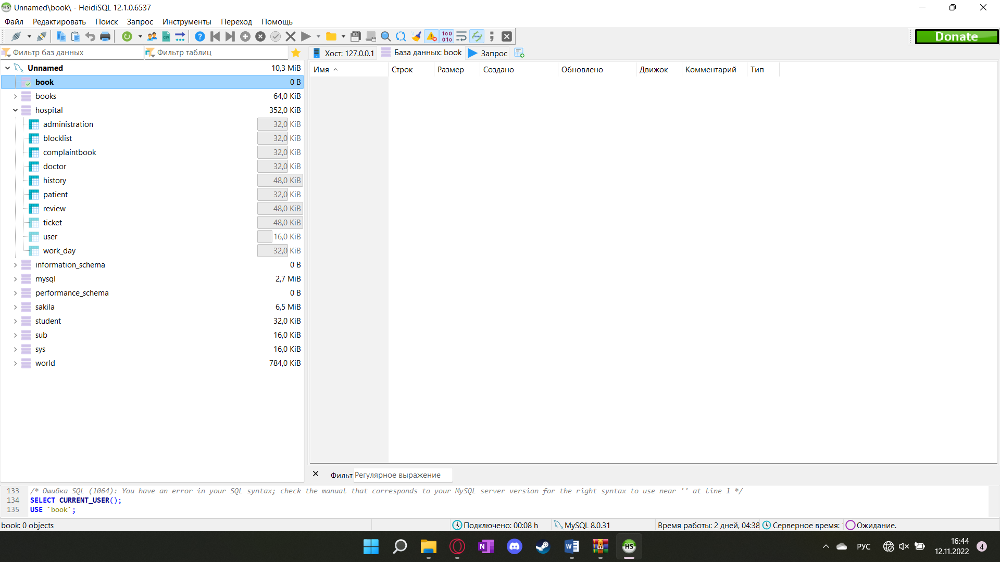 Unnamed\book\ - HeidiSQL 12.1.0.6537
Файл Редактировать Поиск Запрос Инструменты Переход Помощь
Donate
Фильтр баз данных Фильтр таблиц Хост: 127.0.0.1 База данных: book Запрос
Имя Строк Размер Создано Обновлено Движок Комментарий Тип
Unnamed 10,3 MiB
book 0 B
books 64,0 KiB
hospital 352,0 KiB
administration 32,0 KiB
blocklist 32,0 KiB
complaintbook 32,0 KiB
doctor 32,0 KiB
history 48,0 KiB
patient 32,0 KiB
review 48,0 KiB
ticket 48,0 KiB
user 16,0 KiB
work_day 32,0 KiB
information_schema 0 B
mysql 2,7 MiB
performance_schema 0 B
sakila 6,5 MiB
student 32,0 KiB
sub 16,0 KiB
sys 16,0 KiB
world 784,0 KiB
Фильт Регулярное выражение
133 /* Ошибка SQL (1064): You have an error in your SQL syntax; check the manual that corresponds to your MySQL server version for the right syntax to use near '' at line 1 */
134 SELECT CURRENT_USER();
135 USE `book`;
book: 0 objects Подключено: 00:08 h MySQL 8.0.31 Время работы: 2 дней, 04:38 Серверное время: Ожидание.
РУС 16:44
12.11.2022 4